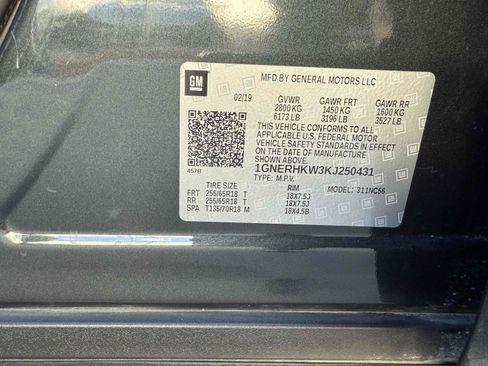 GM
MFD BY GENERAL MOTORS LLC
02/19 GVWR GAWR FRT GAWR RR
2800 KG 1450 KG 1600 KG
6173 LB 3196 LB 3527 LB
THIS VEHICLE CONFORMS TO ALL
APPLICABLE U.S. FEDERAL MOTOR
VEHICLE SAFETY STANDARDS IN EFFECT
ON THE DATE OF MANUFACTURE
SHOWN ABOVE.
457B
1GNERHKW3KJ250431
TYPE: M.P.V. MODEL: 311NC56
TIRE SIZE RIM
FRT 255/65R18 T 18X7.5J
RR 255/65R18 T 18X7.5J
SPA T135/70R18 M 18X4.5B